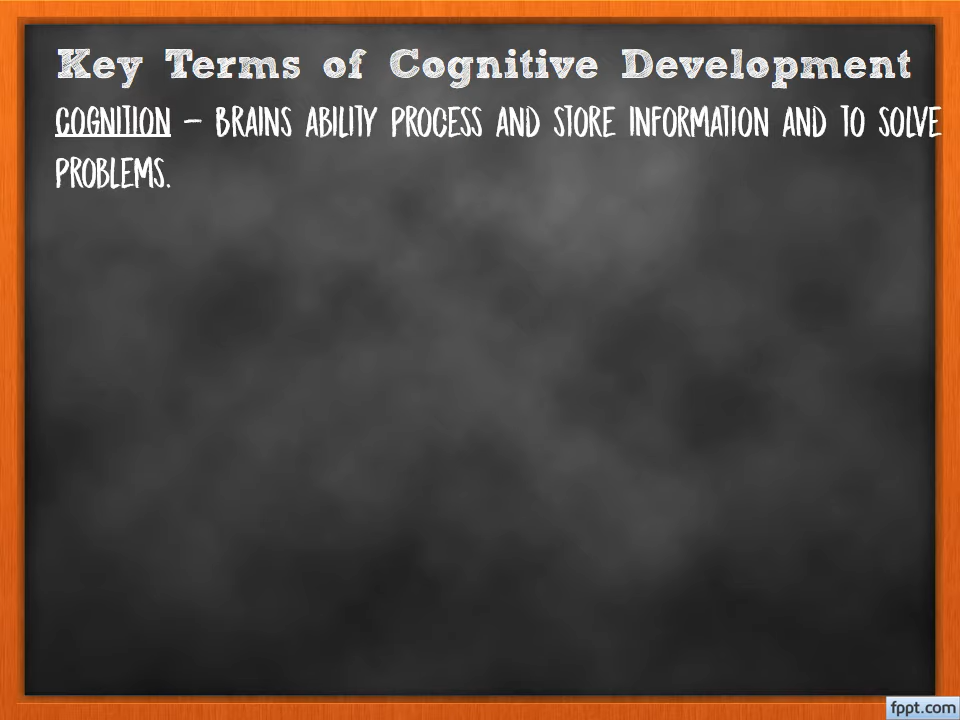 Key Terms of Cognitive Development
COGNITION – BRAINS ABILITY PROCESS AND STORE INFORMATION AND TO SOLVE
PROBLEMS.
fppt.com